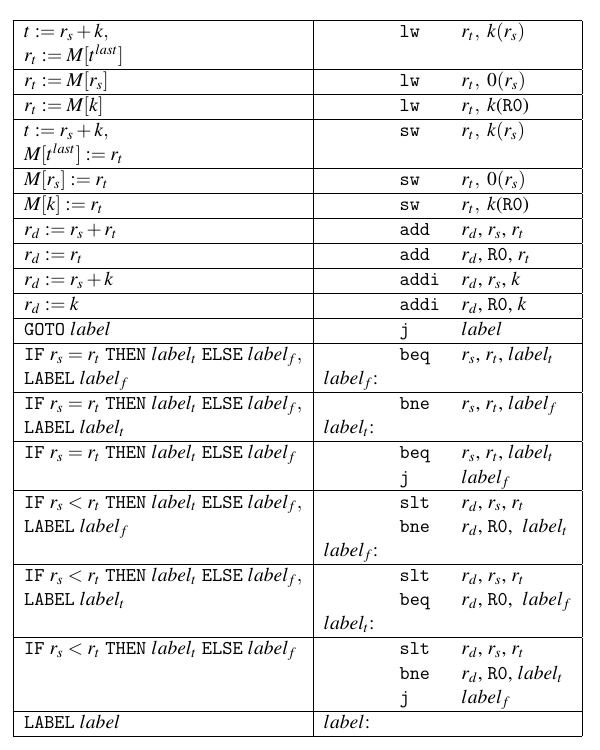 t := r_s + k, lw r_t, k(r_s)
r_t := M[t^last]
r_t := M[r_s] lw r_t, 0(r_s)
r_t := M[k] lw r_t, k(R0)
t := r_s + k, sw r_t, k(r_s)
M[t^last] := r_t
M[r_s] := r_t sw r_t, 0(r_s)
M[k] := r_t sw r_t, k(R0)
r_d := r_s + r_t add r_d, r_s, r_t
r_d := r_t add r_d, R0, r_t
r_d := r_s + k addi r_d, r_s, k
r_d := k addi r_d, R0, k
GOTO label j label
IF r_s = r_t THEN label_t ELSE label_f, beq r_s, r_t, label_t
LABEL label_f label_f:
IF r_s = r_t THEN label_t ELSE label_f, bne r_s, r_t, label_f
LABEL label_t label_t:
IF r_s = r_t THEN label_t ELSE label_f beq r_s, r_t, label_t
j label_f
IF r_s < r_t THEN label_t ELSE label_f, slt r_d, r_s, r_t
LABEL label_f bne r_d, R0, label_t
label_f:
IF r_s < r_t THEN label_t ELSE label_f, slt r_d, r_s, r_t
LABEL label_t beq r_d, R0, label_f
label_t:
IF r_s < r_t THEN label_t ELSE label_f slt r_d, r_s, r_t
bne r_d, R0, label_t
j label_f
LABEL label label: